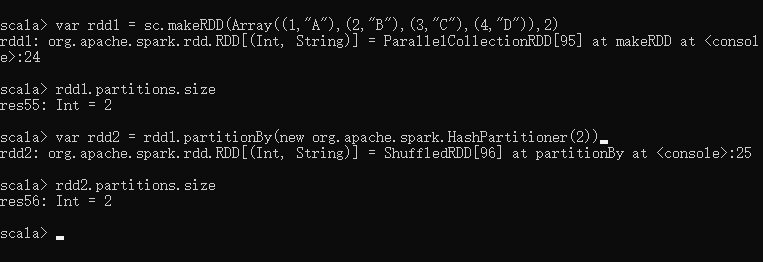 scala> var rdd1 = sc.makeRDD(Array((1,"A"),(2,"B"),(3,"C"),(4,"D")),2)
rdd1: org.apache.spark.rdd.RDD[(Int, String)] = ParallelCollectionRDD[95] at makeRDD at <consol
e>:24
scala> rdd1.partitions.size
res55: Int = 2
scala> var rdd2 = rdd1.partitionBy(new org.apache.spark.HashPartitioner(2))
rdd2: org.apache.spark.rdd.RDD[(Int, String)] = ShuffledRDD[96] at partitionBy at <console>:25
scala> rdd2.partitions.size
res56: Int = 2
scala>